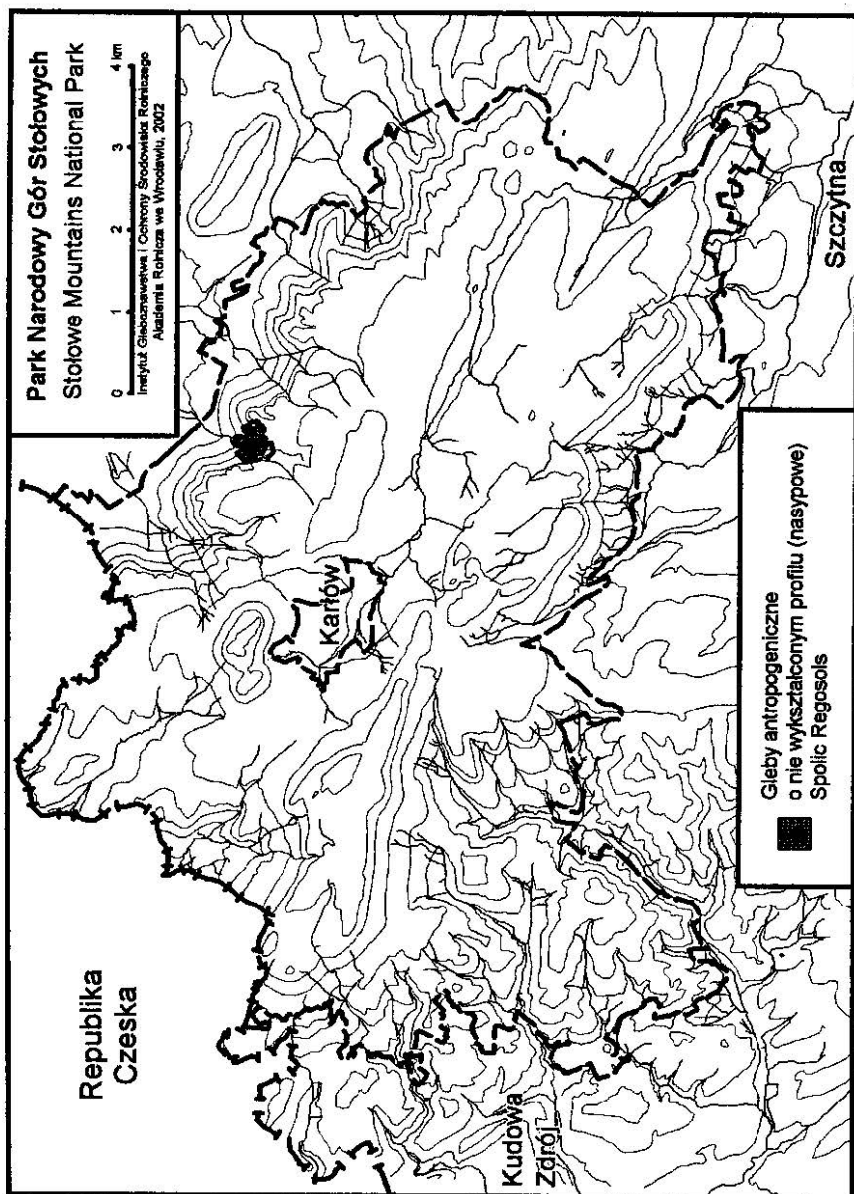 Park Narodowy Gór Stołowych
Stołowe Mountains National Park
0 1 2 3 4 km
Instytut Gleboznawstwa i Ochrony Środowiska Rolniczego
Akademia Rolnicza we Wrocławiu, 2002
Republika
Czeska
Karłów
Kudowa
Zdrój
Szczytna
Gleby antropogeniczne
o nie wykształconym profilu (nasypowe)
Spolic Regosols